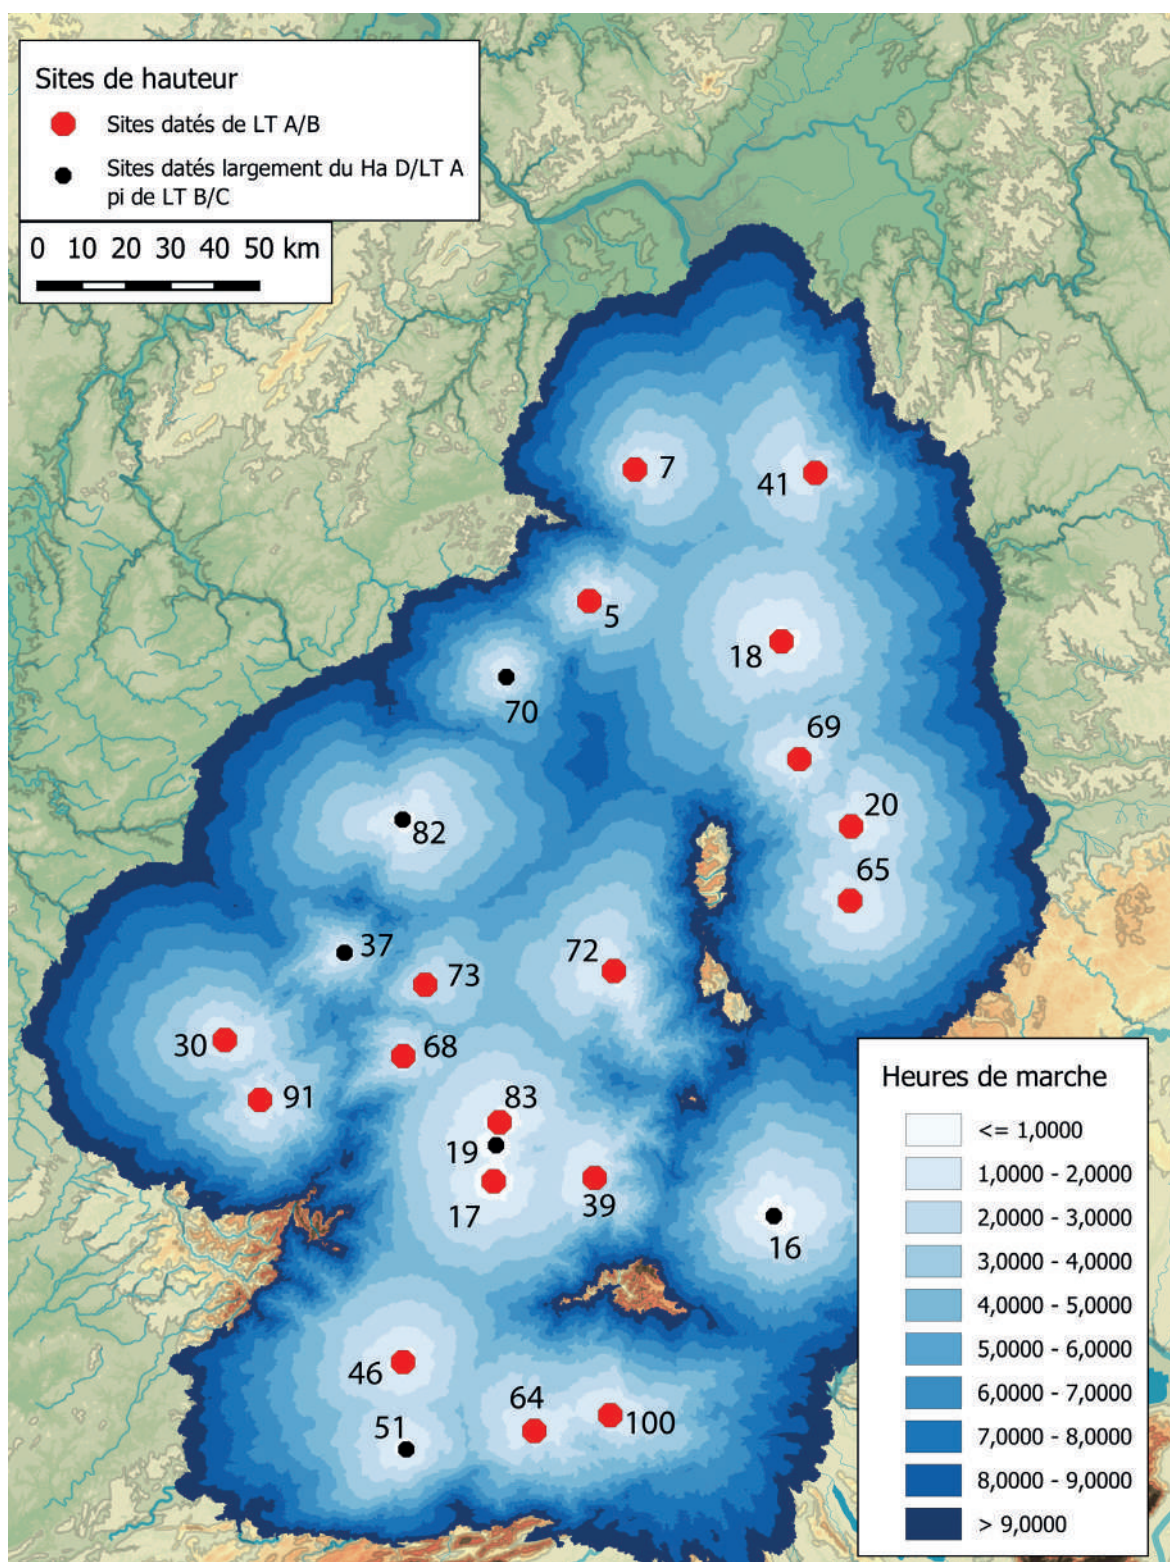 Sites de hauteur
Sites datés de LT A/B
Sites datés largement du Ha D/LT A
pi de LT B/C
0 10 20 30 40 50 km
7
41
5
18
70
69
20
82
65
37
72
73
30
68
91
83
19
39
17
16
46
64
100
51
Heures de marche
<= 1,0000
1,0000 - 2,0000
2,0000 - 3,0000
3,0000 - 4,0000
4,0000 - 5,0000
5,0000 - 6,0000
6,0000 - 7,0000
7,0000 - 8,0000
8,0000 - 9,0000
> 9,0000